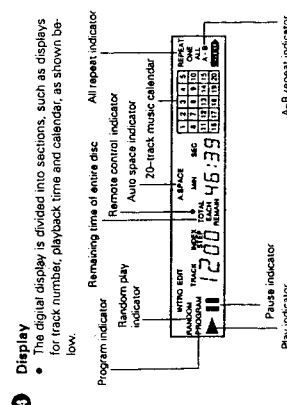 Display
• The digital display is divided into sections, such as displays
for track number, playback time and calendar, as shown be-
low.
Program indicator
Random play
indicator
Remaining time of entire disc
Remote control indicator
Auto space indicator
20-track music calendar
All repeat indicator
RANDOM INTRO EDIT
PROGRAM TRACK INDEX
STEP
A.SPACE
TOTAL
EACH
REMAIN
MIN SEC
1200 46:39
1 2 3 4 5
6 7 8 9 10
11 12 13 14 15
16 17 18 19 20
REPEAT
ONE
ALL
A-B
Play indicator
Pause indicator
A-B repeat indicator